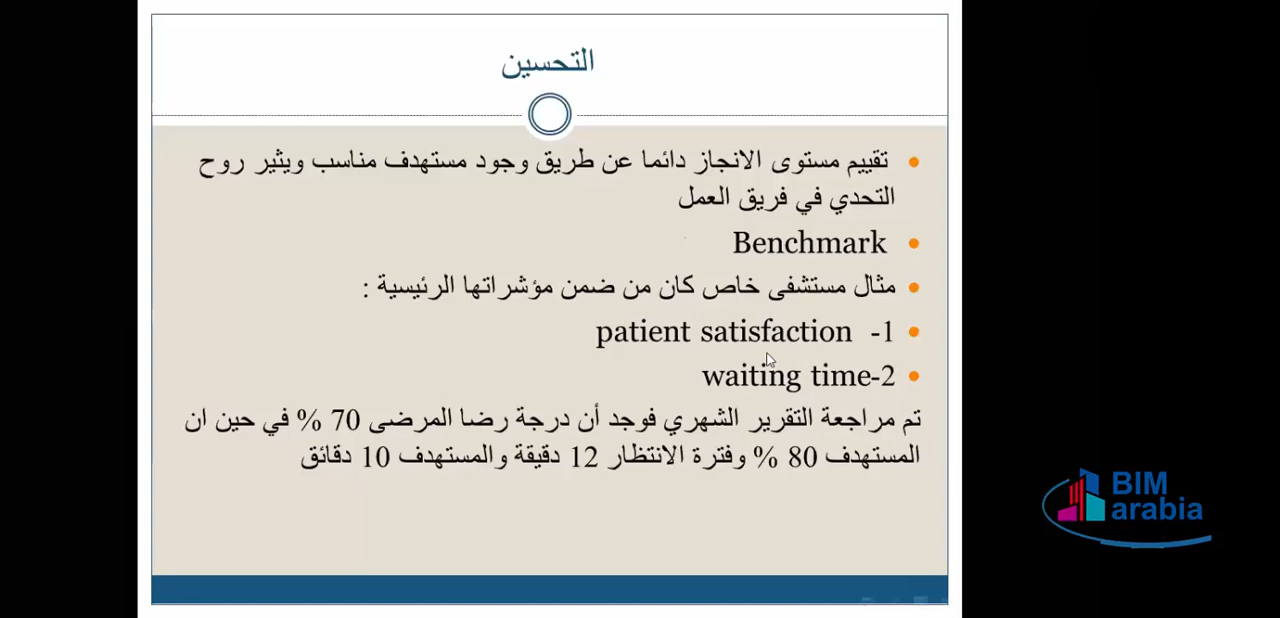 التحسين
تقييم مستوى الانجاز دائما عن طريق وجود مستهدف مناسب ويثير روح
التحدي في فريق العمل
Benchmark
مثال مستشفى خاص كان من ضمن مؤشراتها الرئيسية :
1- patient satisfaction
2-waiting time
تم مراجعة التقرير الشهري فوجد أن درجة رضا المرضى 70 % في حين ان
المستهدف 80 % وفترة الانتظار 12 دقيقة والمستهدف 10 دقائق
BIM
arabia